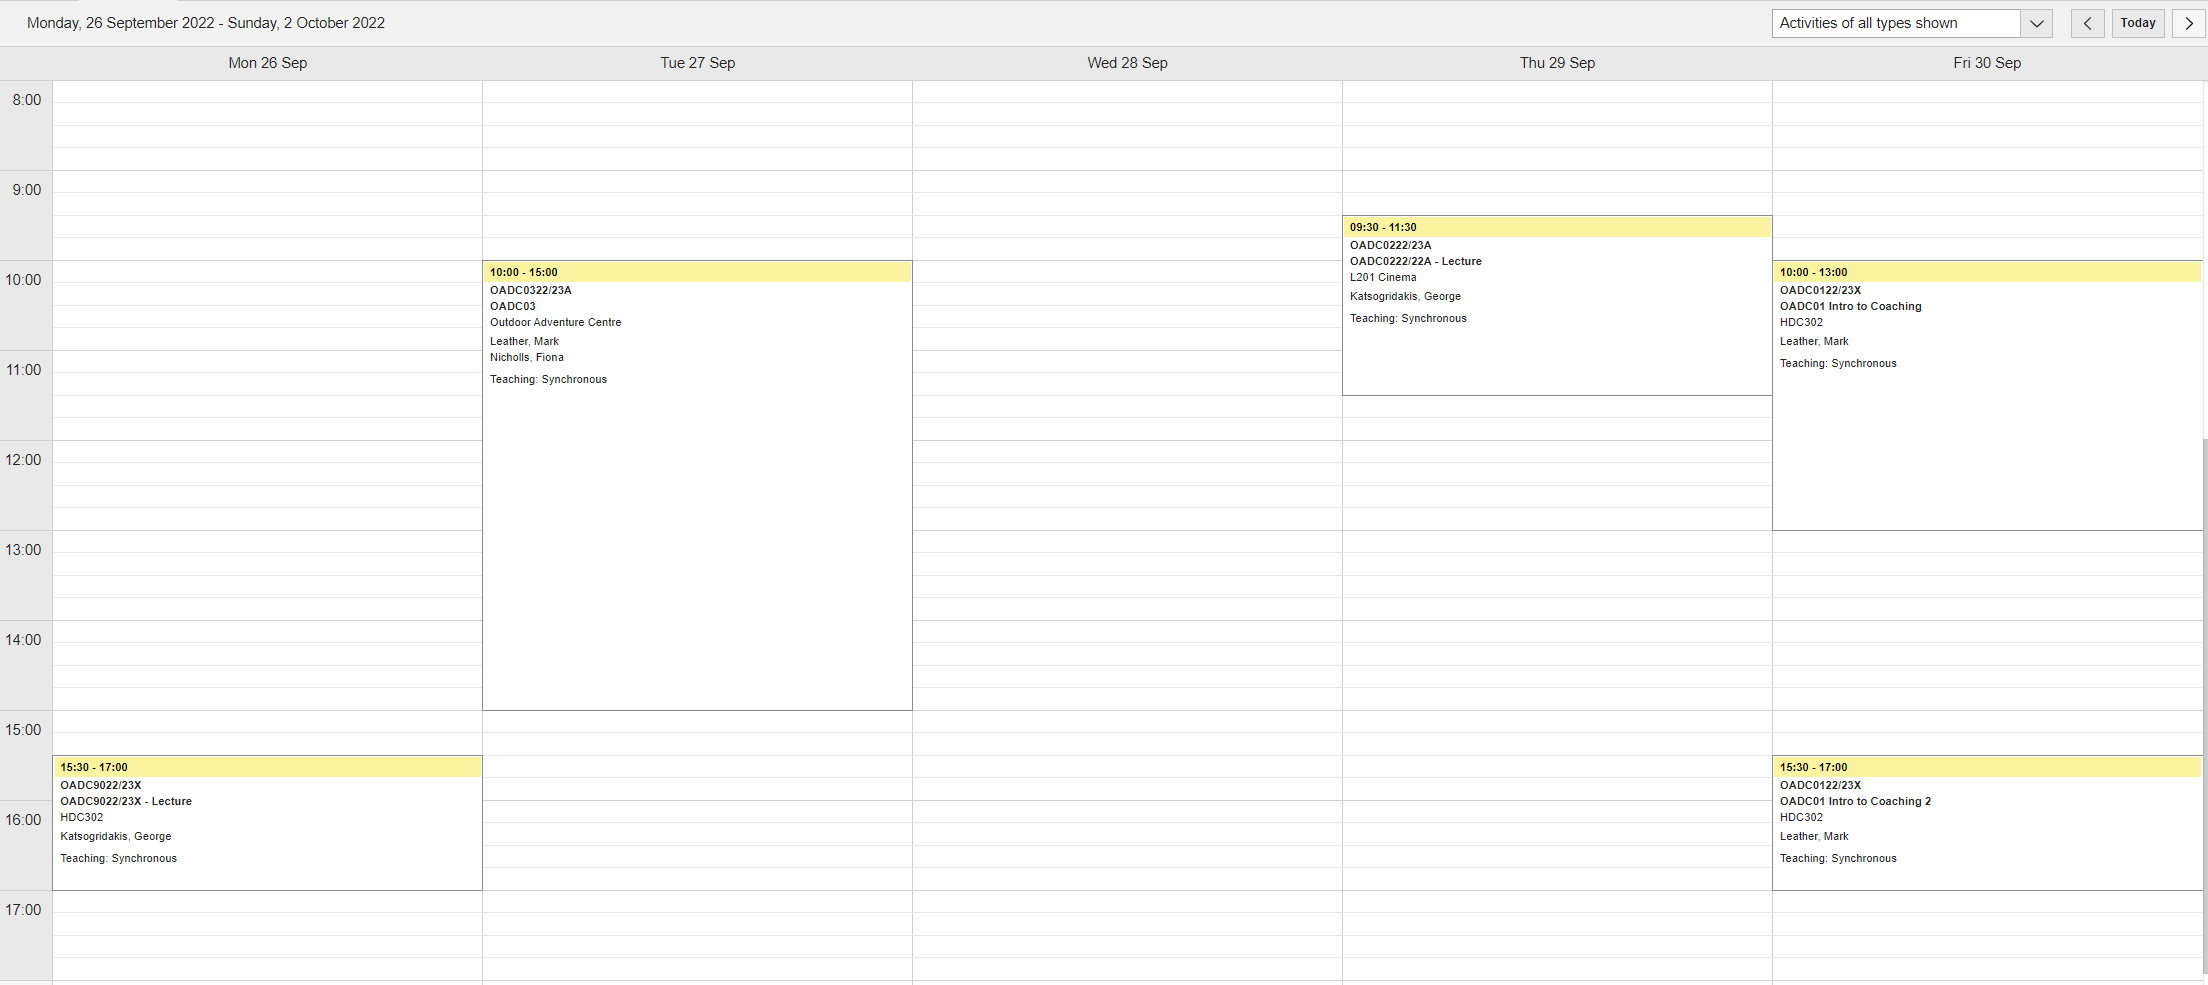 Monday, 26 September 2022 - Sunday, 2 October 2022
Activities of all types shown
Today
Mon 26 Sep
Tue 27 Sep
Wed 28 Sep
Thu 29 Sep
Fri 30 Sep
8:00
9:00
10:00
11:00
12:00
13:00
14:00
15:00
16:00
17:00
15:30 - 17:00
OADC9022/23X
OADC9022/23X - Lecture
HDC302
Katsogridakis, George
Teaching: Synchronous
10:00 - 15:00
OADC0322/23A
OADC03
Outdoor Adventure Centre
Leather, Mark
Nicholls, Fiona
Teaching: Synchronous
09:30 - 11:30
OADC0222/23A
OADC0222/22A - Lecture
L201 Cinema
Katsogridakis, George
Teaching: Synchronous
10:00 - 13:00
OADC0122/23X
OADC01 Intro to Coaching
HDC302
Leather, Mark
Teaching: Synchronous
15:30 - 17:00
OADC0122/23X
OADC01 Intro to Coaching 2
HDC302
Leather, Mark
Teaching: Synchronous